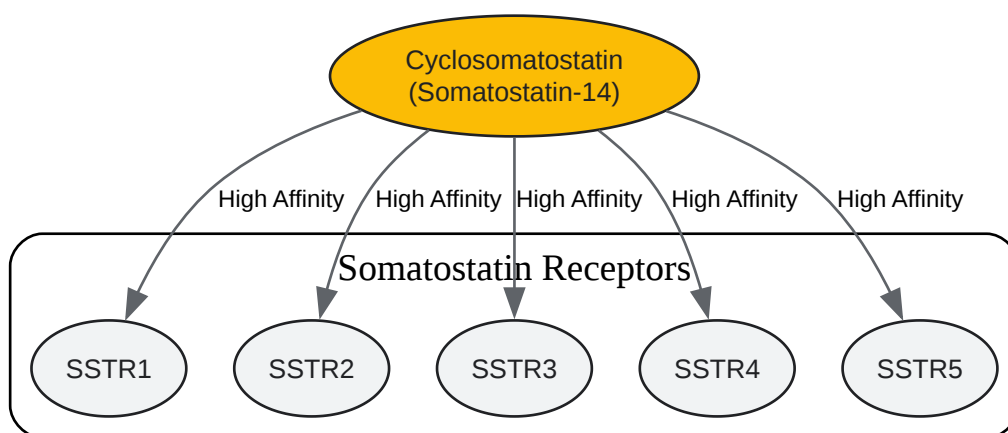 Cyclosomatostatin
(Somatostatin-14)
High Affinity High Affinity High Affinity High Affinity High Affinity
Somatostatin Receptors
SSTR1 SSTR2 SSTR3 SSTR4 SSTR5